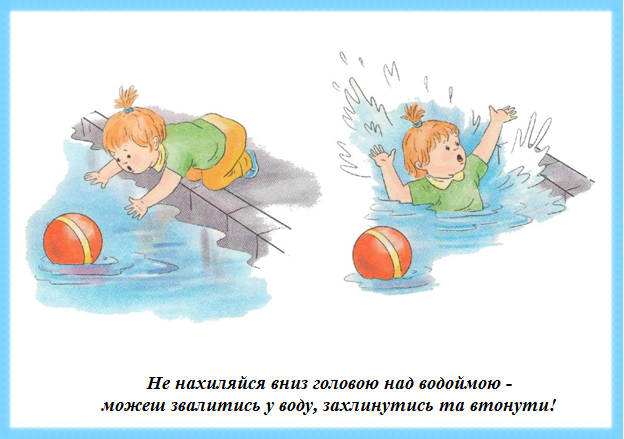 Не нахиляйся вниз головою над водоймою -
можеш звалитись у воду, захлинутись та втонути!